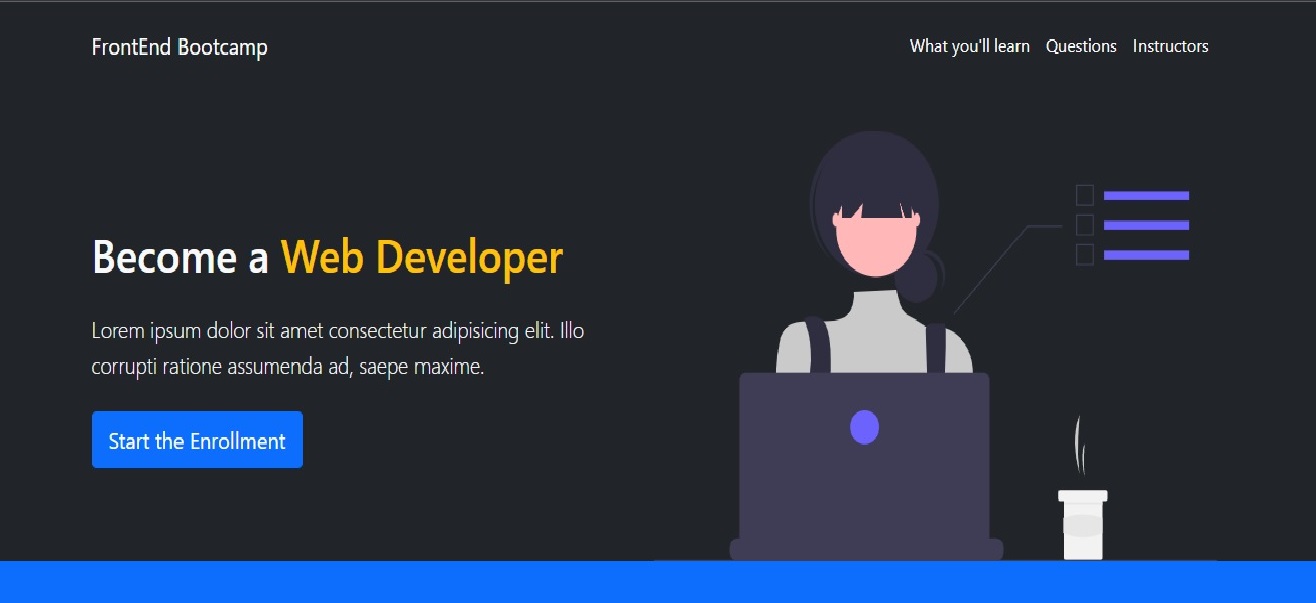 FrontEnd Bootcamp
What you'll learn Questions Instructors
Become a Web Developer
Lorem ipsum dolor sit amet consectetur adipisicing elit. Illo
corrupti ratione assumenda ad, saepe maxime.
Start the Enrollment